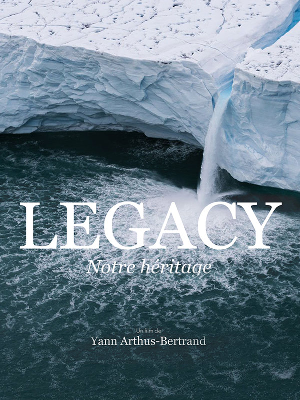 LEGACY
Notre héritage
Un film de
Yann Arthus-Bertrand